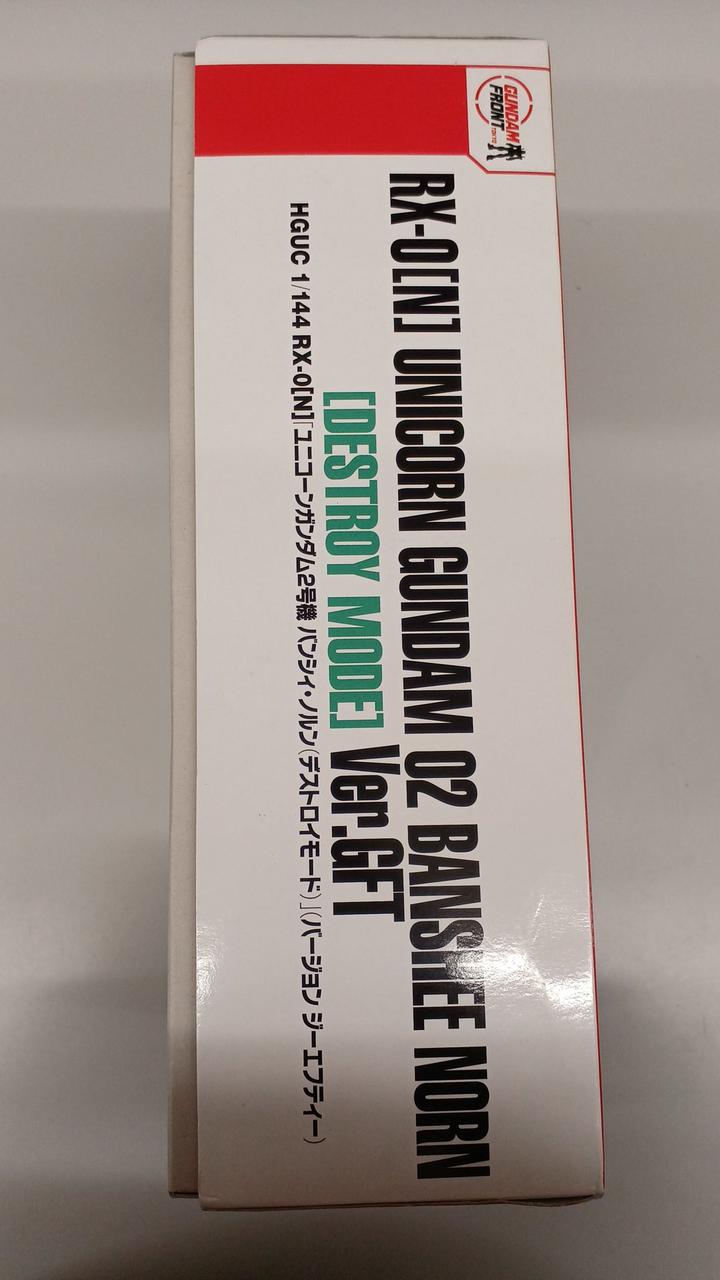 GUNDAM
FRONT TOKYO
RX-0[N] UNICORN GUNDAM 02 BANSHEE NORN
[DESTROY MODE] Ver.GFT
HGUC 1/144 RX-0[N]「ユニコーンガンダム2号機 バンシィ・ノルン(デストロイモード)」(バージョン ジーエフティー)